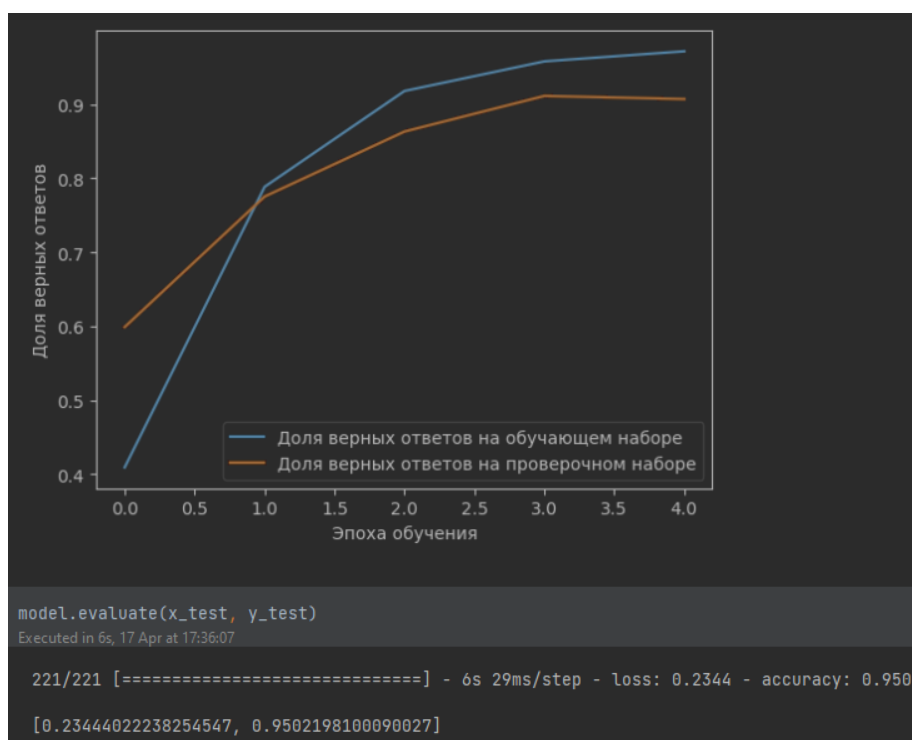 0.9
0.8
0.7
0.6
0.5
0.4
Доля верных ответов
Доля верных ответов на обучающем наборе
Доля верных ответов на проверочном наборе
0.0 0.5 1.0 1.5 2.0 2.5 3.0 3.5 4.0
Эпоха обучения
model.evaluate(x_test, y_test)
Executed in 6s, 17 Apr at 17:36:07
221/221 [==============================] - 6s 29ms/step - loss: 0.2344 - accuracy: 0.950
[0.23444022238254547, 0.9502198100090027]